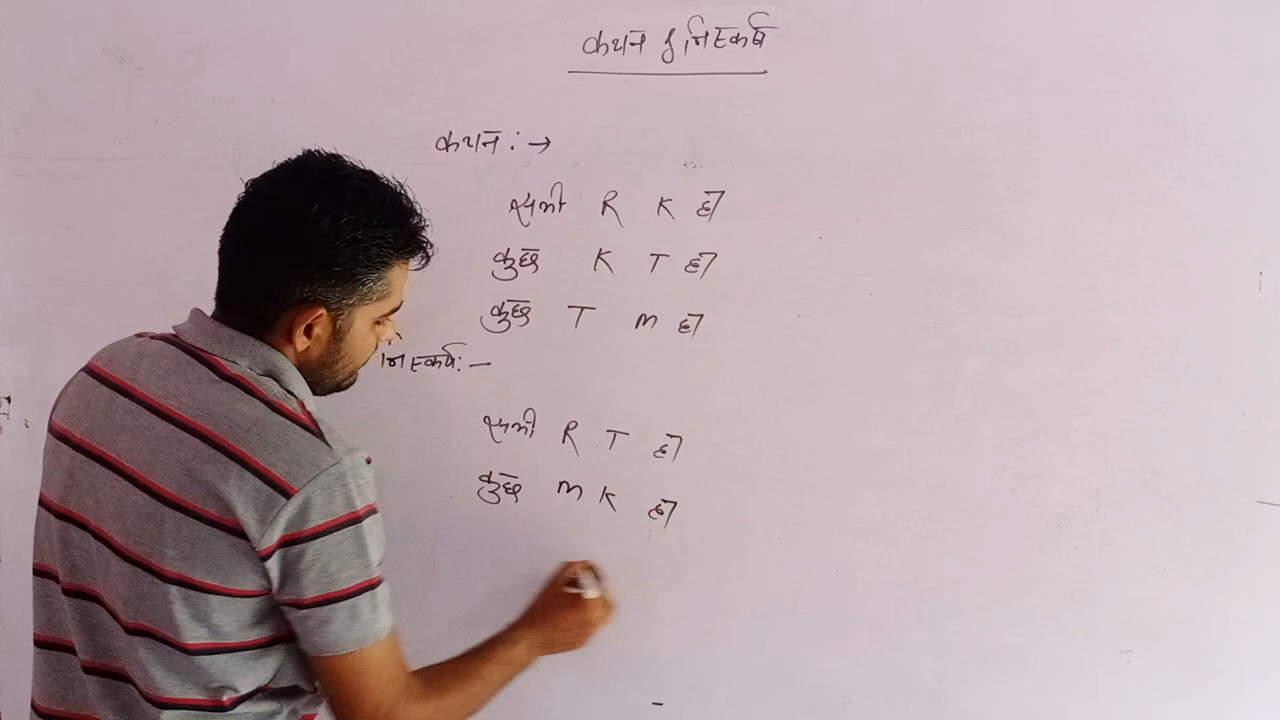 कथन & निस्कर्ष
कथन : →
सभी R K है
कुछ K T है
कुछ T M है
निस्कर्ष : –
सभी R T है
कुछ M K है